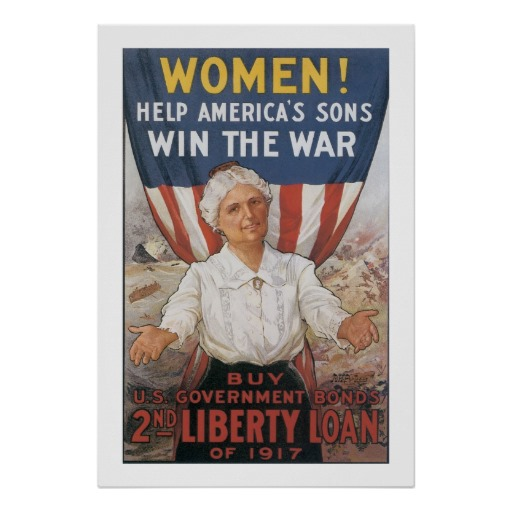 WOMEN!
HELP AMERICA'S SONS
WIN THE WAR
BUY
U.S. GOVERNMENT BONDS
2ND LIBERTY LOAN
OF 1917